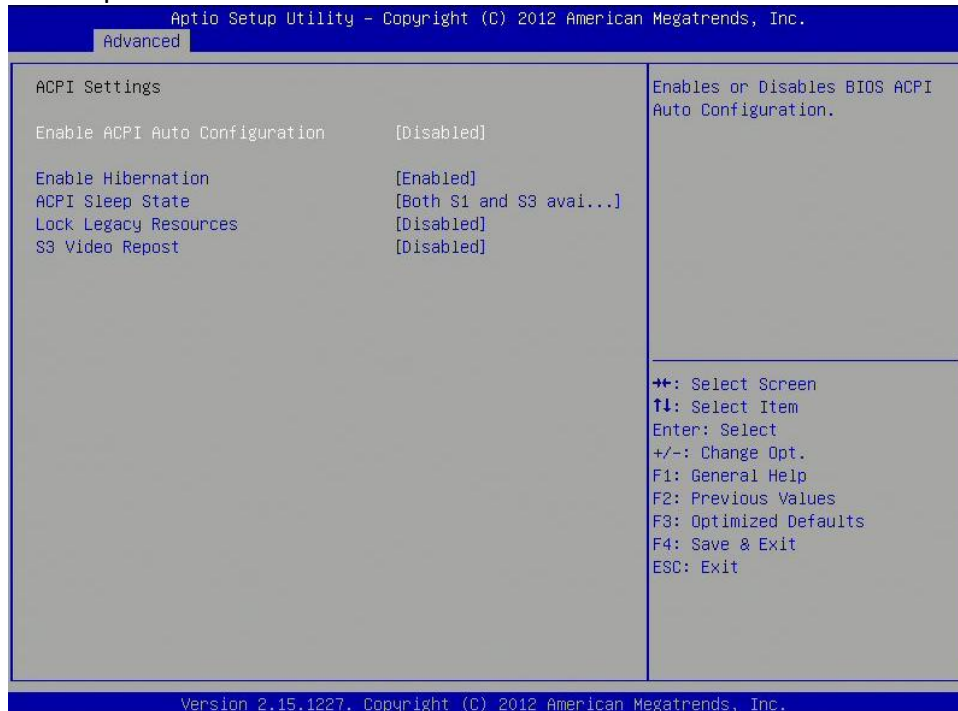 Aptio Setup Utility – Copyright (C) 2012 American Megatrends, Inc.
Advanced
ACPI Settings
Enable ACPI Auto Configuration [Disabled]
Enable Hibernation [Enabled]
ACPI Sleep State [Both S1 and S3 avai...]
Lock Legacy Resources [Disabled]
S3 Video Repost [Disabled]
Enables or Disables BIOS ACPI
Auto Configuration.
→←: Select Screen
↑↓: Select Item
Enter: Select
+/-: Change Opt.
F1: General Help
F2: Previous Values
F3: Optimized Defaults
F4: Save & Exit
ESC: Exit
Version 2.15.1227. Copyright (C) 2012 American Megatrends, Inc.